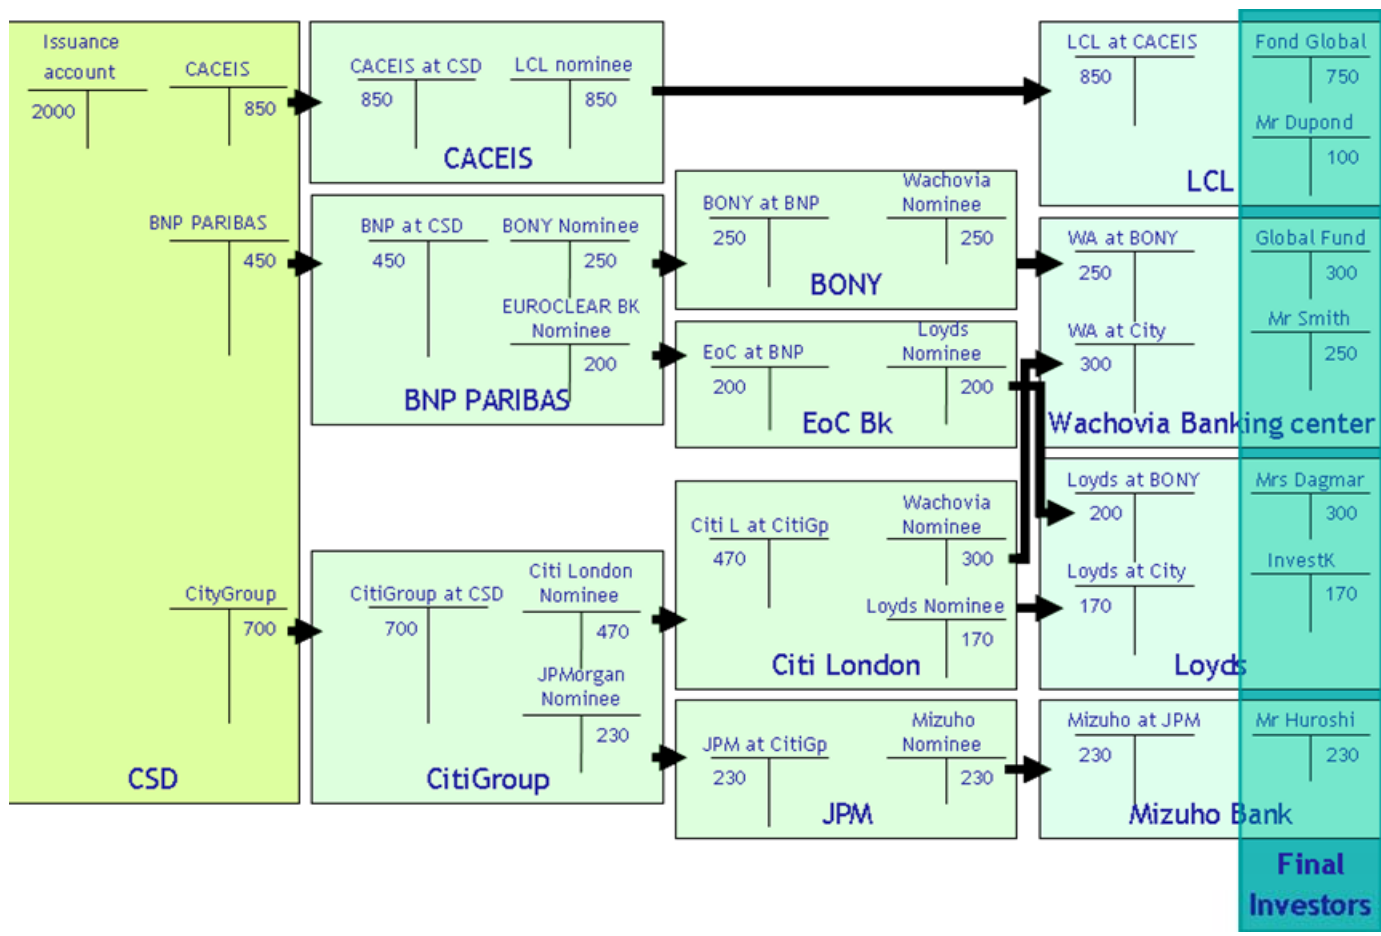 Issuance
account
2000
CACEIS
850
BNP PARIBAS
450
CityGroup
700
CSD
CACEIS at CSD
850
LCL nominee
850
CACEIS
BNP at CSD
450
BONY Nominee
250
EUROCLEAR BK
Nominee
200
BNP PARIBAS
CitiGroup at CSD
700
Citi London
Nominee
470
JPMorgan
Nominee
230
CitiGroup
BONY at BNP
250
Wachovia
Nominee
250
BONY
EoC at BNP
200
Loyds
Nominee
200
EoC Bk
Citi L at CitiGp
470
Wachovia
Nominee
300
Loyds Nominee
170
Citi London
JPM at CitiGp
230
Mizuho
Nominee
230
JPM
LCL at CACEIS
850
Fond Global
750
Mr Dupond
100
LCL
WA at BONY
250
WA at City
300
Global Fund
300
Mr Smith
250
Wachovia Banking center
Loyds at BONY
200
Loyds at City
170
Mrs Dagmar
300
InvestK
170
Loyds
Mizuho at JPM
230
Mr Huroshi
230
Mizuho Bank
Final
Investors